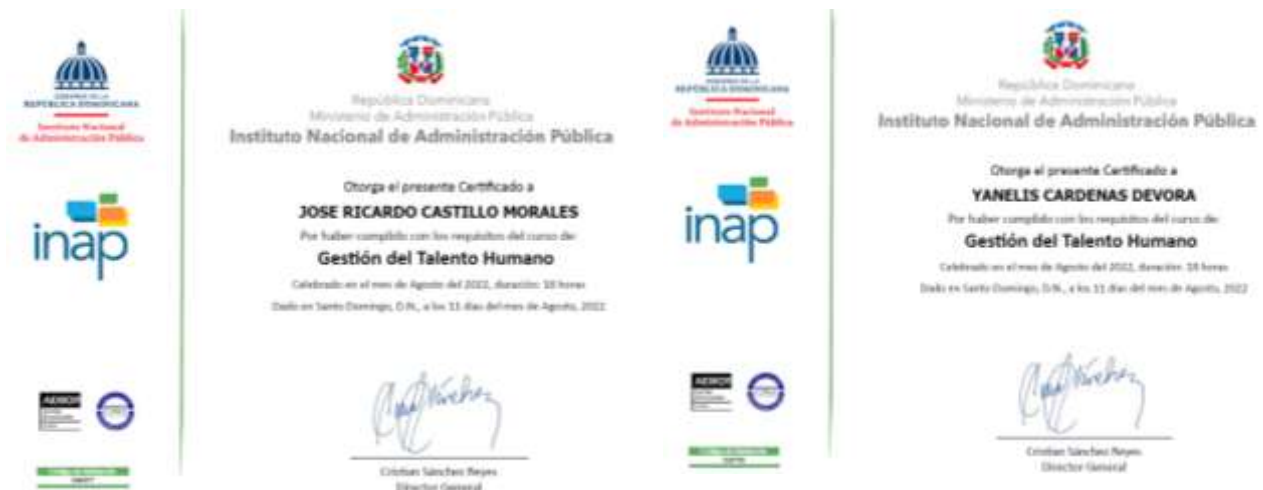 GOBIERNO DE LA
REPÚBLICA DOMINICANA
Instituto Nacional
de Administración Pública
inap
República Dominicana
Ministerio de Administración Pública
Instituto Nacional de Administración Pública
Otorga el presente Certificado a
JOSE RICARDO CASTILLO MORALES
Por haber cumplido con los requisitos del curso de:
Gestión del Talento Humano
Celebrado en el mes de Agosto del 2022, duración: 18 horas
Dado en Santo Domingo, D.N., a los 11 días del mes de Agosto, 2022
Cristian Sánchez Reyes
Director General
GOBIERNO DE LA
REPÚBLICA DOMINICANA
Instituto Nacional
de Administración Pública
inap
República Dominicana
Ministerio de Administración Pública
Instituto Nacional de Administración Pública
Otorga el presente Certificado a
YANELIS CARDENAS DEVORA
Por haber cumplido con los requisitos del curso de:
Gestión del Talento Humano
Celebrado en el mes de Agosto del 2022, duración: 18 horas
Dado en Santo Domingo, D.N., a los 11 días del mes de Agosto, 2022
Cristian Sánchez Reyes
Director General